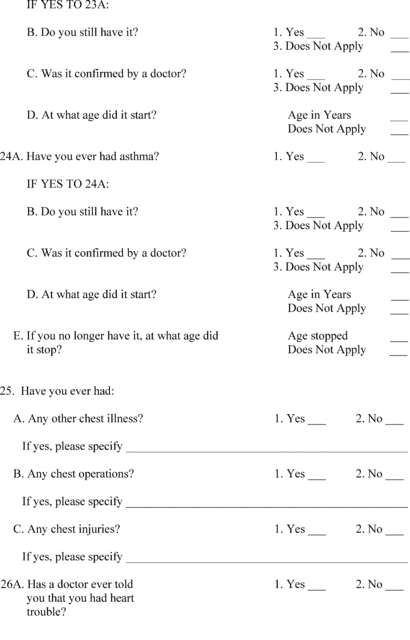 IF YES TO 23A:
B. Do you still have it? 1. Yes ___ 2. No ___
3. Does Not Apply ___
C. Was it confirmed by a doctor? 1. Yes ___ 2. No ___
3. Does Not Apply ___
D. At what age did it start? Age in Years ___
Does Not Apply ___
24A. Have you ever had asthma? 1. Yes ___ 2. No ___
IF YES TO 24A:
B. Do you still have it? 1. Yes ___ 2. No ___
3. Does Not Apply ___
C. Was it confirmed by a doctor? 1. Yes ___ 2. No ___
3. Does Not Apply ___
D. At what age did it start? Age in Years ___
Does Not Apply ___
E. If you no longer have it, at what age did Age stopped ___
it stop? Does Not Apply ___
25. Have you ever had:
A. Any other chest illness? 1. Yes ___ 2. No ___
If yes, please specify ___
B. Any chest operations? 1. Yes ___ 2. No ___
If yes, please specify ___
C. Any chest injuries? 1. Yes ___ 2. No ___
If yes, please specify ___
26A. Has a doctor ever told 1. Yes ___ 2. No ___
you that you had heart
trouble?